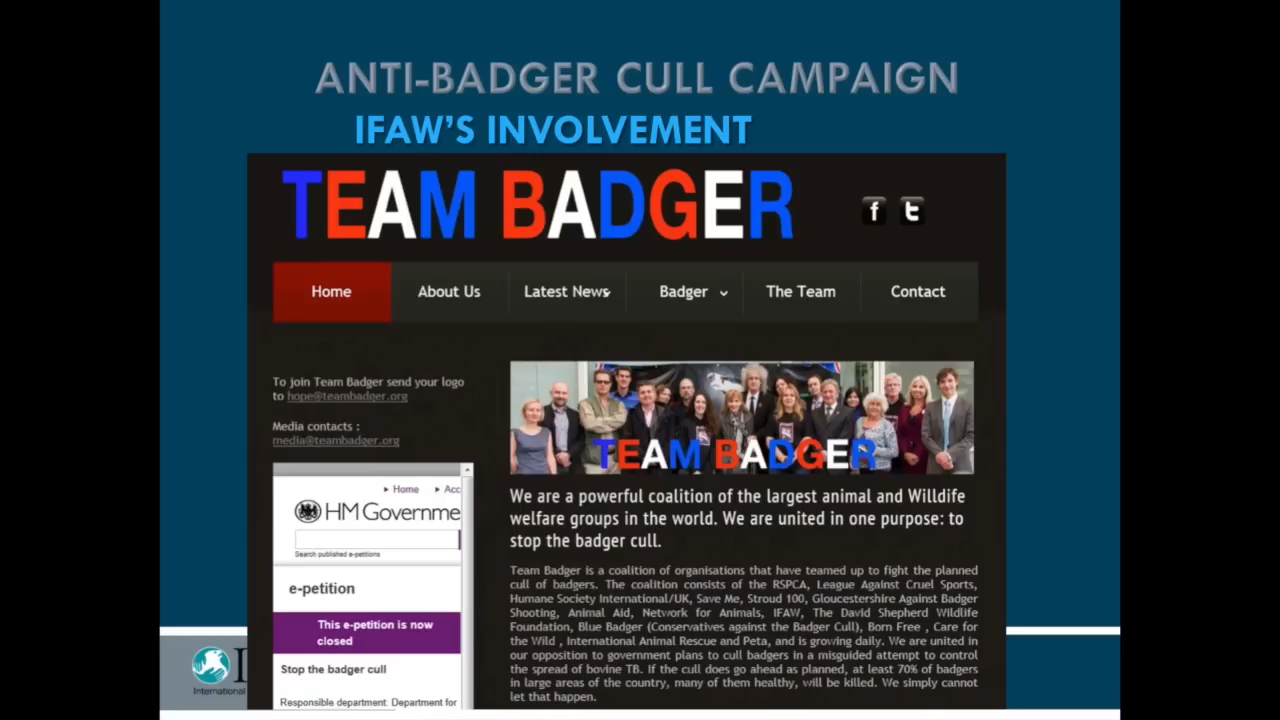 ANTI-BADGER CULL CAMPAIGN
IFAW'S INVOLVEMENT
TEAM BADGER
f t
Home About Us Latest News Badger The Team Contact
To join Team Badger send your logo
to hope@teambadger.org
Media contacts :
media@teambadger.org
Home Acc
HM Governme
Search published e-petitions
e-petition
This e-petition is now
closed
Stop the badger cull
Responsible department: Department for
TEAM BADGER
We are a powerful coalition of the largest animal and Willdife
welfare groups in the world. We are united in one purpose: to
stop the badger cull.
Team Badger is a coalition of organisations that have teamed up to fight the planned
cull of badgers. The coalition consists of the RSPCA, League Against Cruel Sports,
Humane Society International/UK, Save Me, Stroud 100, Gloucestershire Against Badger
Shooting, Animal Aid, Network for Animals, IFAW, The David Shepherd Wildlife
Foundation, Blue Badger (Conservatives against the Badger Cull), Born Free , Care for
the Wild , International Animal Rescue and Peta, and is growing daily. We are united in
our opposition to government plans to cull badgers in a misguided attempt to control
the spread of bovine TB. If the cull does go ahead as planned, at least 70% of badgers
in large areas of the country, many of them healthy, will be killed. We simply cannot
let that happen.
I
International